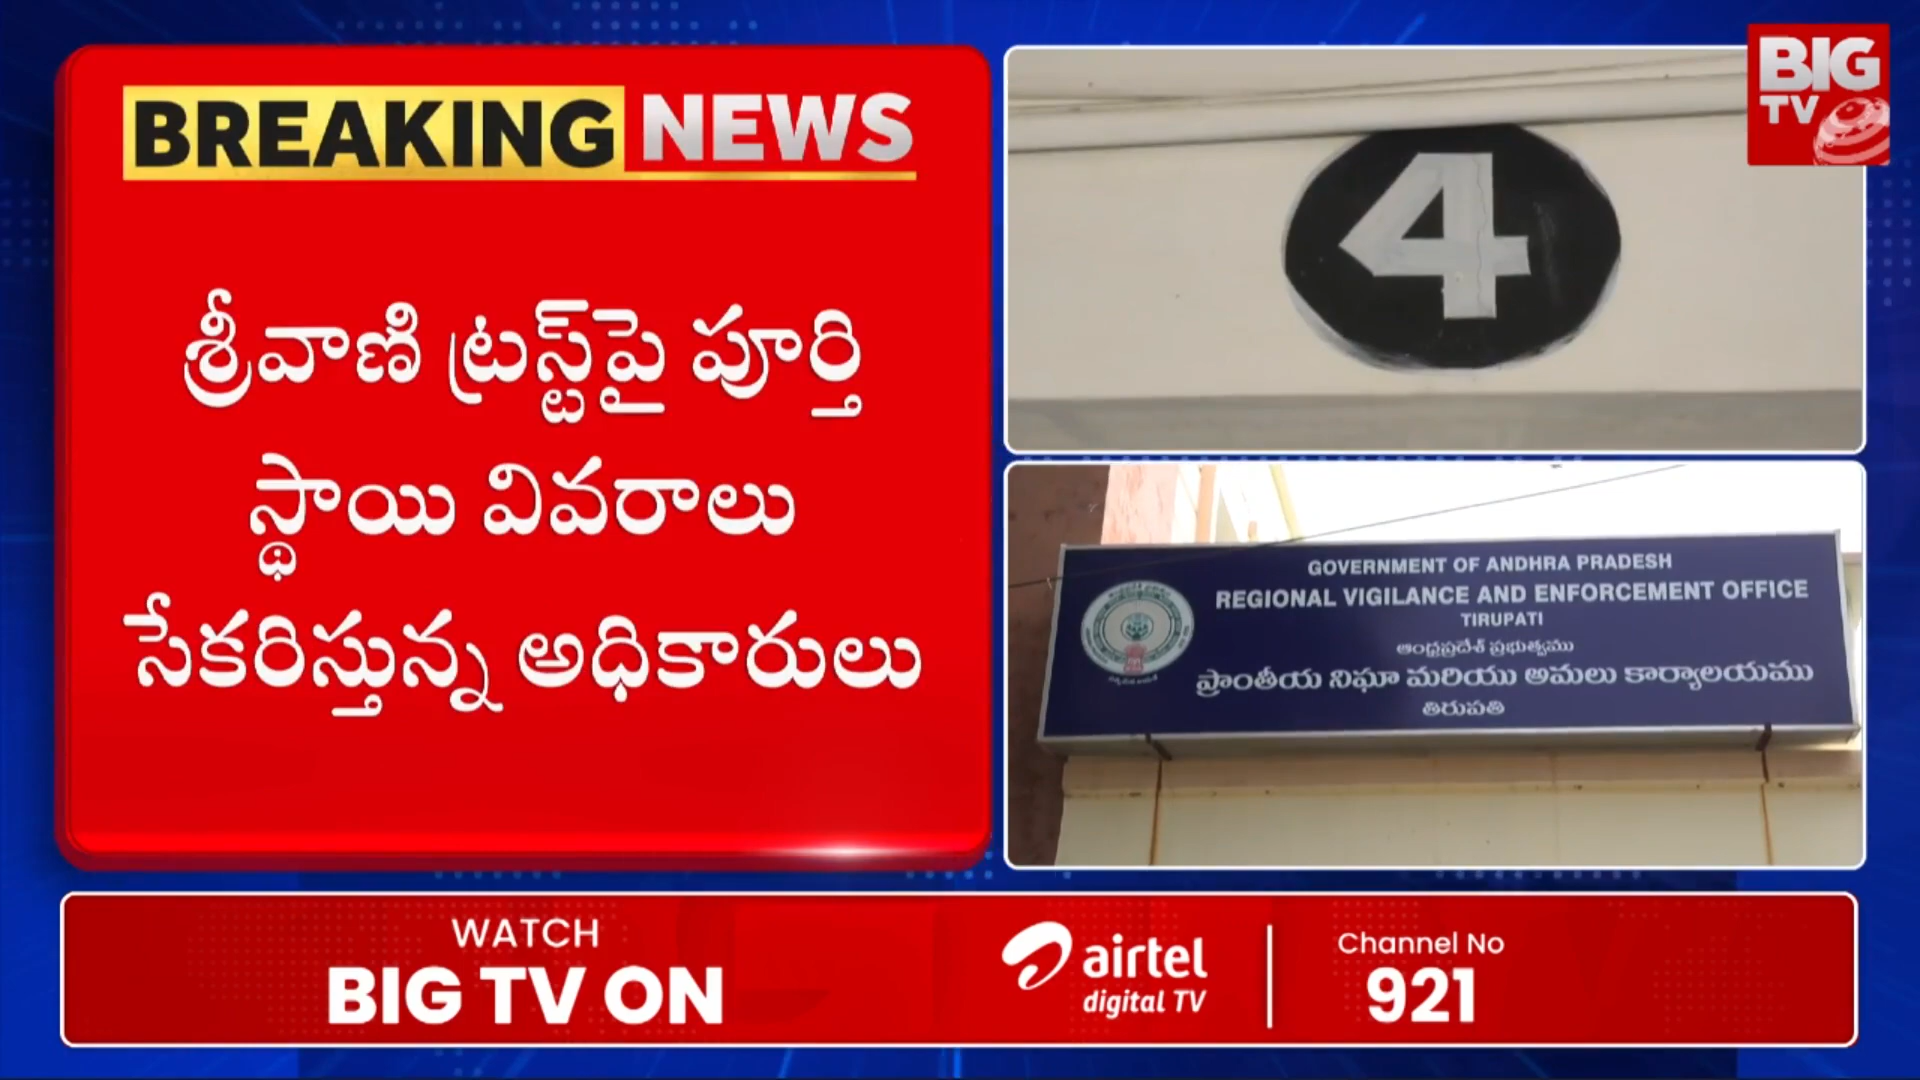 BREAKING NEWS
శ్రీవాణి ట్రస్ట్‌పై పూర్తి
స్థాయి వివరాలు
సేకరిస్తున్న అధికారులు
4
BIG
TV
GOVERNMENT OF ANDHRA PRADESH
REGIONAL VIGILANCE AND ENFORCEMENT OFFICE
TIRUPATI
ఆంధ్రప్రదేశ్ ప్రభుత్వము
ప్రాంతీయ నిఘా మరియు అమలు కార్యాలయము
తిరుపతి
WATCH
BIG TV ON
airtel
digital TV
Channel No
921